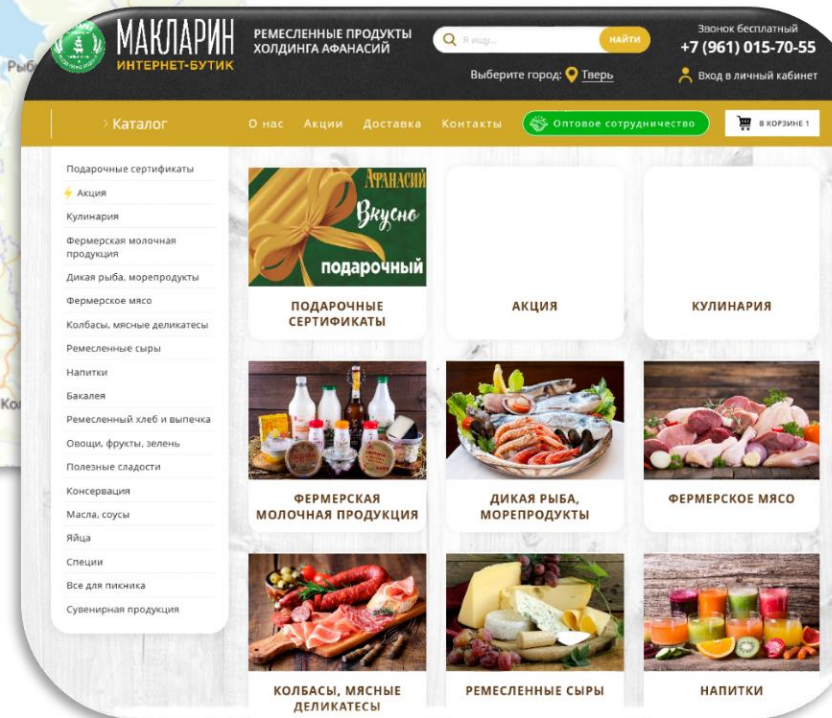 МАКЛАРИН
ИНТЕРНЕТ-БУТИК
РЕМЕСЛЕННЫЕ ПРОДУКТЫ
ХОЛДИНГА АФАНАСИЙ
Я ищу...
НАЙТИ
Звонок бесплатный
+7 (961) 015-70-55
Выберите город: Тверь
Вход в личный кабинет
> Каталог
О нас Акции Доставка Контакты Оптовое сотрудничество В КОРЗИНЕ 1
Подарочные сертификаты
Акция
Кулинария
Фермерская молочная
продукция
Дикая рыба, морепродукты
Фермерское мясо
Колбасы, мясные деликатесы
Ремесленные сыры
Напитки
Бакалея
Ремесленный хлеб и выпечка
Овощи, фрукты, зелень
Полезные сладости
Консервация
Масла, соусы
Яйца
Специи
Все для пикника
Сувенирная продукция
АФАНАСИЙ
Вкусно
подарочный
ПОДАРОЧНЫЕ
СЕРТИФИКАТЫ
АКЦИЯ
КУЛИНАРИЯ
ФЕРМЕРСКАЯ
МОЛОЧНАЯ ПРОДУКЦИЯ
ДИКАЯ РЫБА,
МОРЕПРОДУКТЫ
ФЕРМЕРСКОЕ МЯСО
КОЛБАСЫ, МЯСНЫЕ
ДЕЛИКАТЕСЫ
РЕМЕСЛЕННЫЕ СЫРЫ
НАПИТКИ